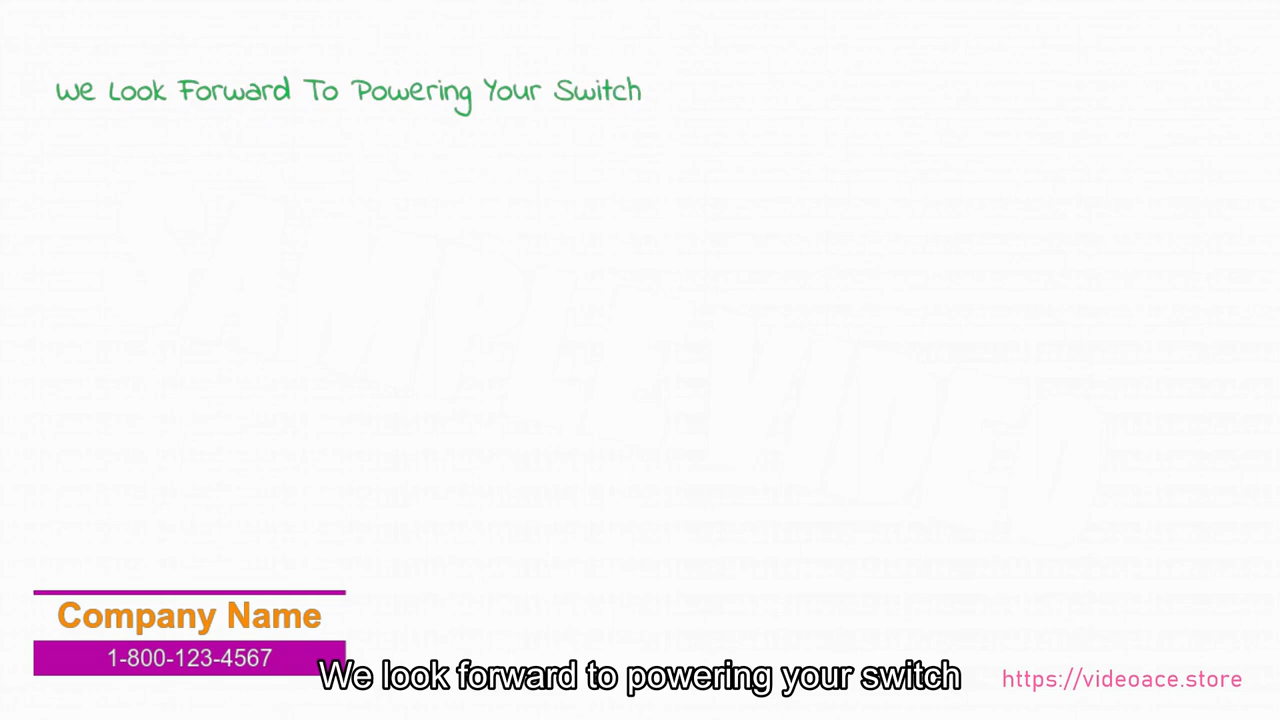 We Look Forward To Powering Your Switch
Company Name
1-800-123-4567
We look forward to powering your switch
https://videoace.store